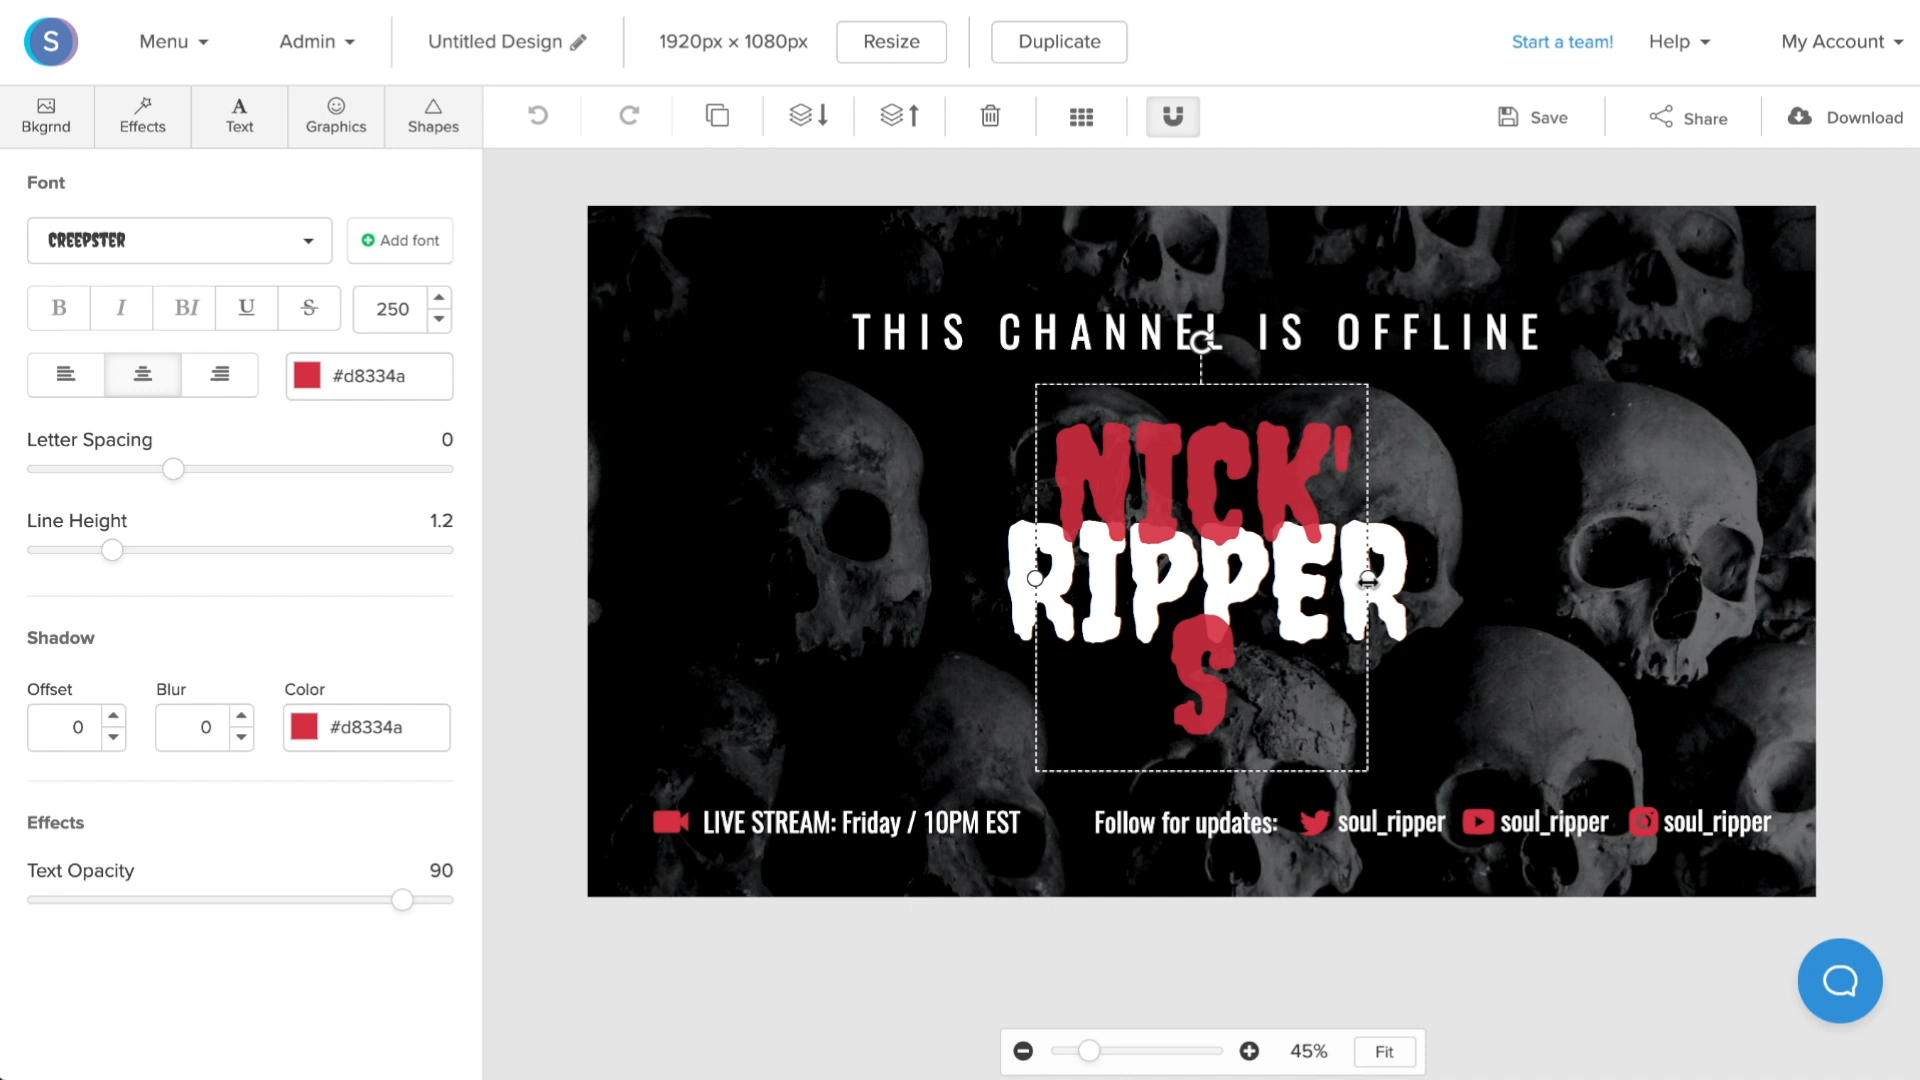 S
Menu
Admin
Untitled Design
1920px × 1080px
Resize
Duplicate
Start a team!
Help
My Account
Bkgrnd
Effects
Text
Graphics
Shapes
Save
Share
Download
Font
CREEPSTER
Add font
B I BI U S
250
#d8334a
Letter Spacing 0
Line Height 1.2
Shadow
Offset
Blur
Color
0
0
#d8334a
Effects
Text Opacity 90
THIS CHANNEL IS OFFLINE
NICK'
RIPPER
S
LIVE STREAM: Friday / 10PM EST
Follow for updates:
soul_ripper
soul_ripper
soul_ripper
45%
Fit